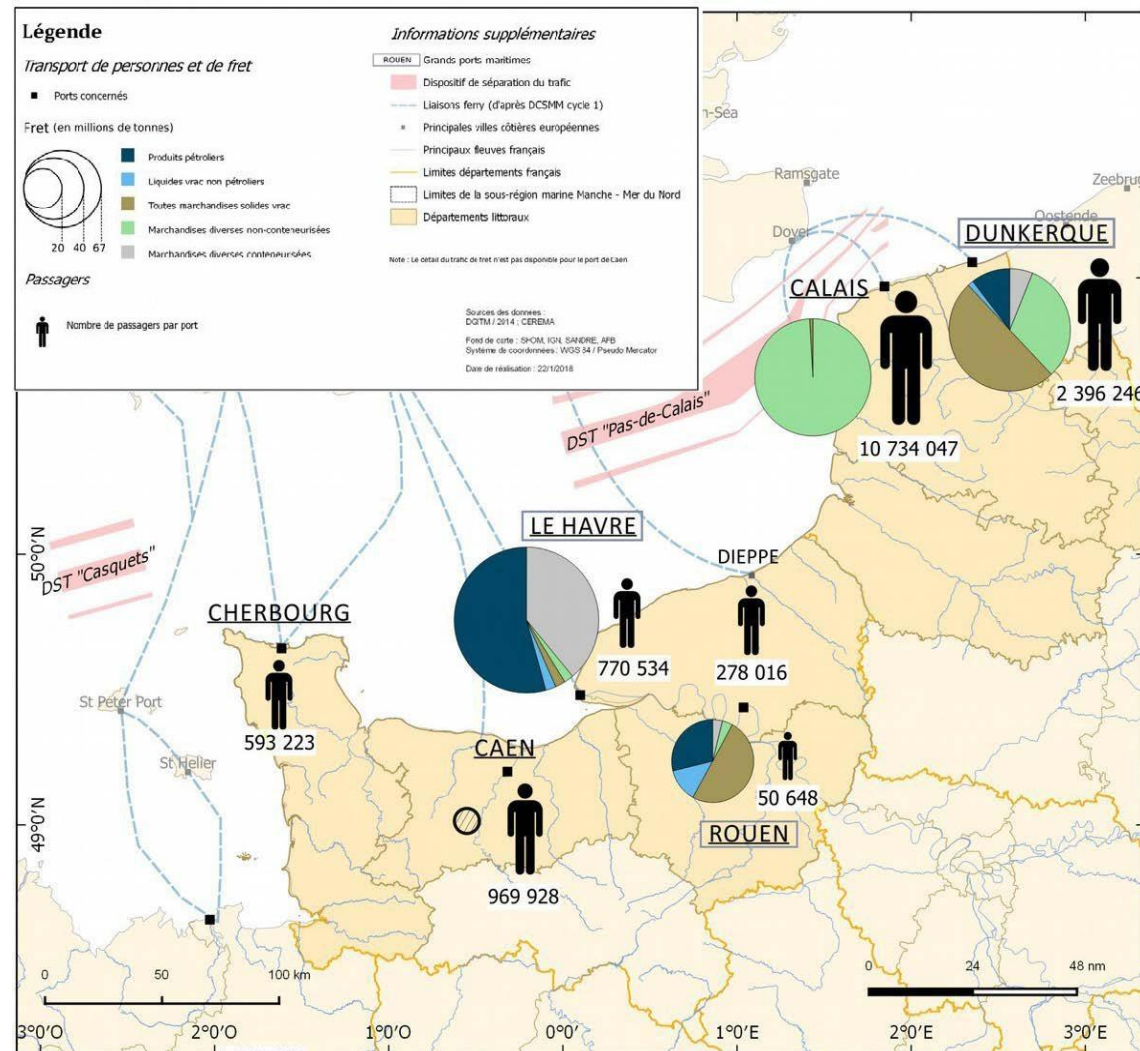 Légende
Transport de personnes et de fret
Ports concernés
Fret (en millions de tonnes)
Produits pétroliers
Liquides vrac non pétroliers
Toutes marchandises solides vrac
Marchandises diverses non-conteneurisées
Marchandises diverses conteneurisées
20 40 67
Passagers
Nombre de passagers par port
Informations supplémentaires
ROUEN Grands ports maritimes
Dispositif de séparation du trafic
Liaisons ferry (d'après DCSMM cycle 1)
Principales villes côtières européennes
Principaux fleuves français
Limites départements français
Limites de la sous-région marine Manche - Mer du Nord
Départements littoraux
Note : Le détail du trafic de fret n'est pas disponible pour le port de Caen
Sources des données :
DGITM / 2014 ; CEREMA
Fond de carte : SHOM, IGN, SANDRE, AFB
Système de coordonnées : WGS 84 / Pseudo Mercator
Date de réalisation : 22/1/2018
n-Sea
Ramsgate
Zeebrug
Dover
Oostende
DUNKERQUE
CALAIS
2 396 246
10 734 047
DST "Pas-de-Calais"
LE HAVRE
50°0'N
DST "Casquets"
DIEPPE
CHERBOURG
770 534
278 016
St Peter Port
593 223
St Helier
CAEN
50 648
49°0'N
ROUEN
969 928
0 50 100 km
0 24 48 nm
3°0'O 2°0'O 1°0'O 0°0' 1°0'E 2°0'E 3°0'E